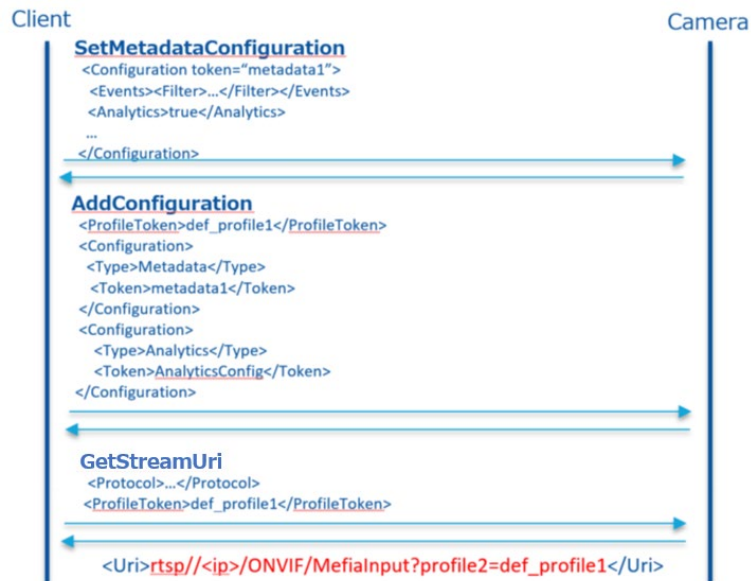 Client
Camera
SetMetadataConfiguration
<Configuration token="metadata1">
<Events><Filter>...</Filter></Events>
<Analytics>true</Analytics>
...
</Configuration>
AddConfiguration
<ProfileToken>def_profile1</ProfileToken>
<Configuration>
<Type>Metadata</Type>
<Token>metadata1</Token>
</Configuration>
<Configuration>
<Type>Analytics</Type>
<Token>AnalyticsConfig</Token>
</Configuration>
GetStreamUri
<Protocol>...</Protocol>
<ProfileToken>def_profile1</ProfileToken>
<Uri>rtsp//<ip>/ONVIF/MefiaInput?profile2=def_profile1</Uri>